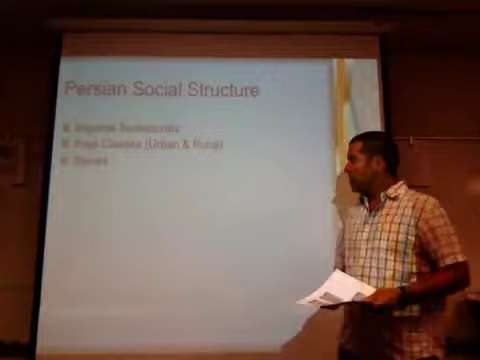 Persian Social Structure
Imperial Bureaucrats
Free Classes (Urban & Rural)
Slaves